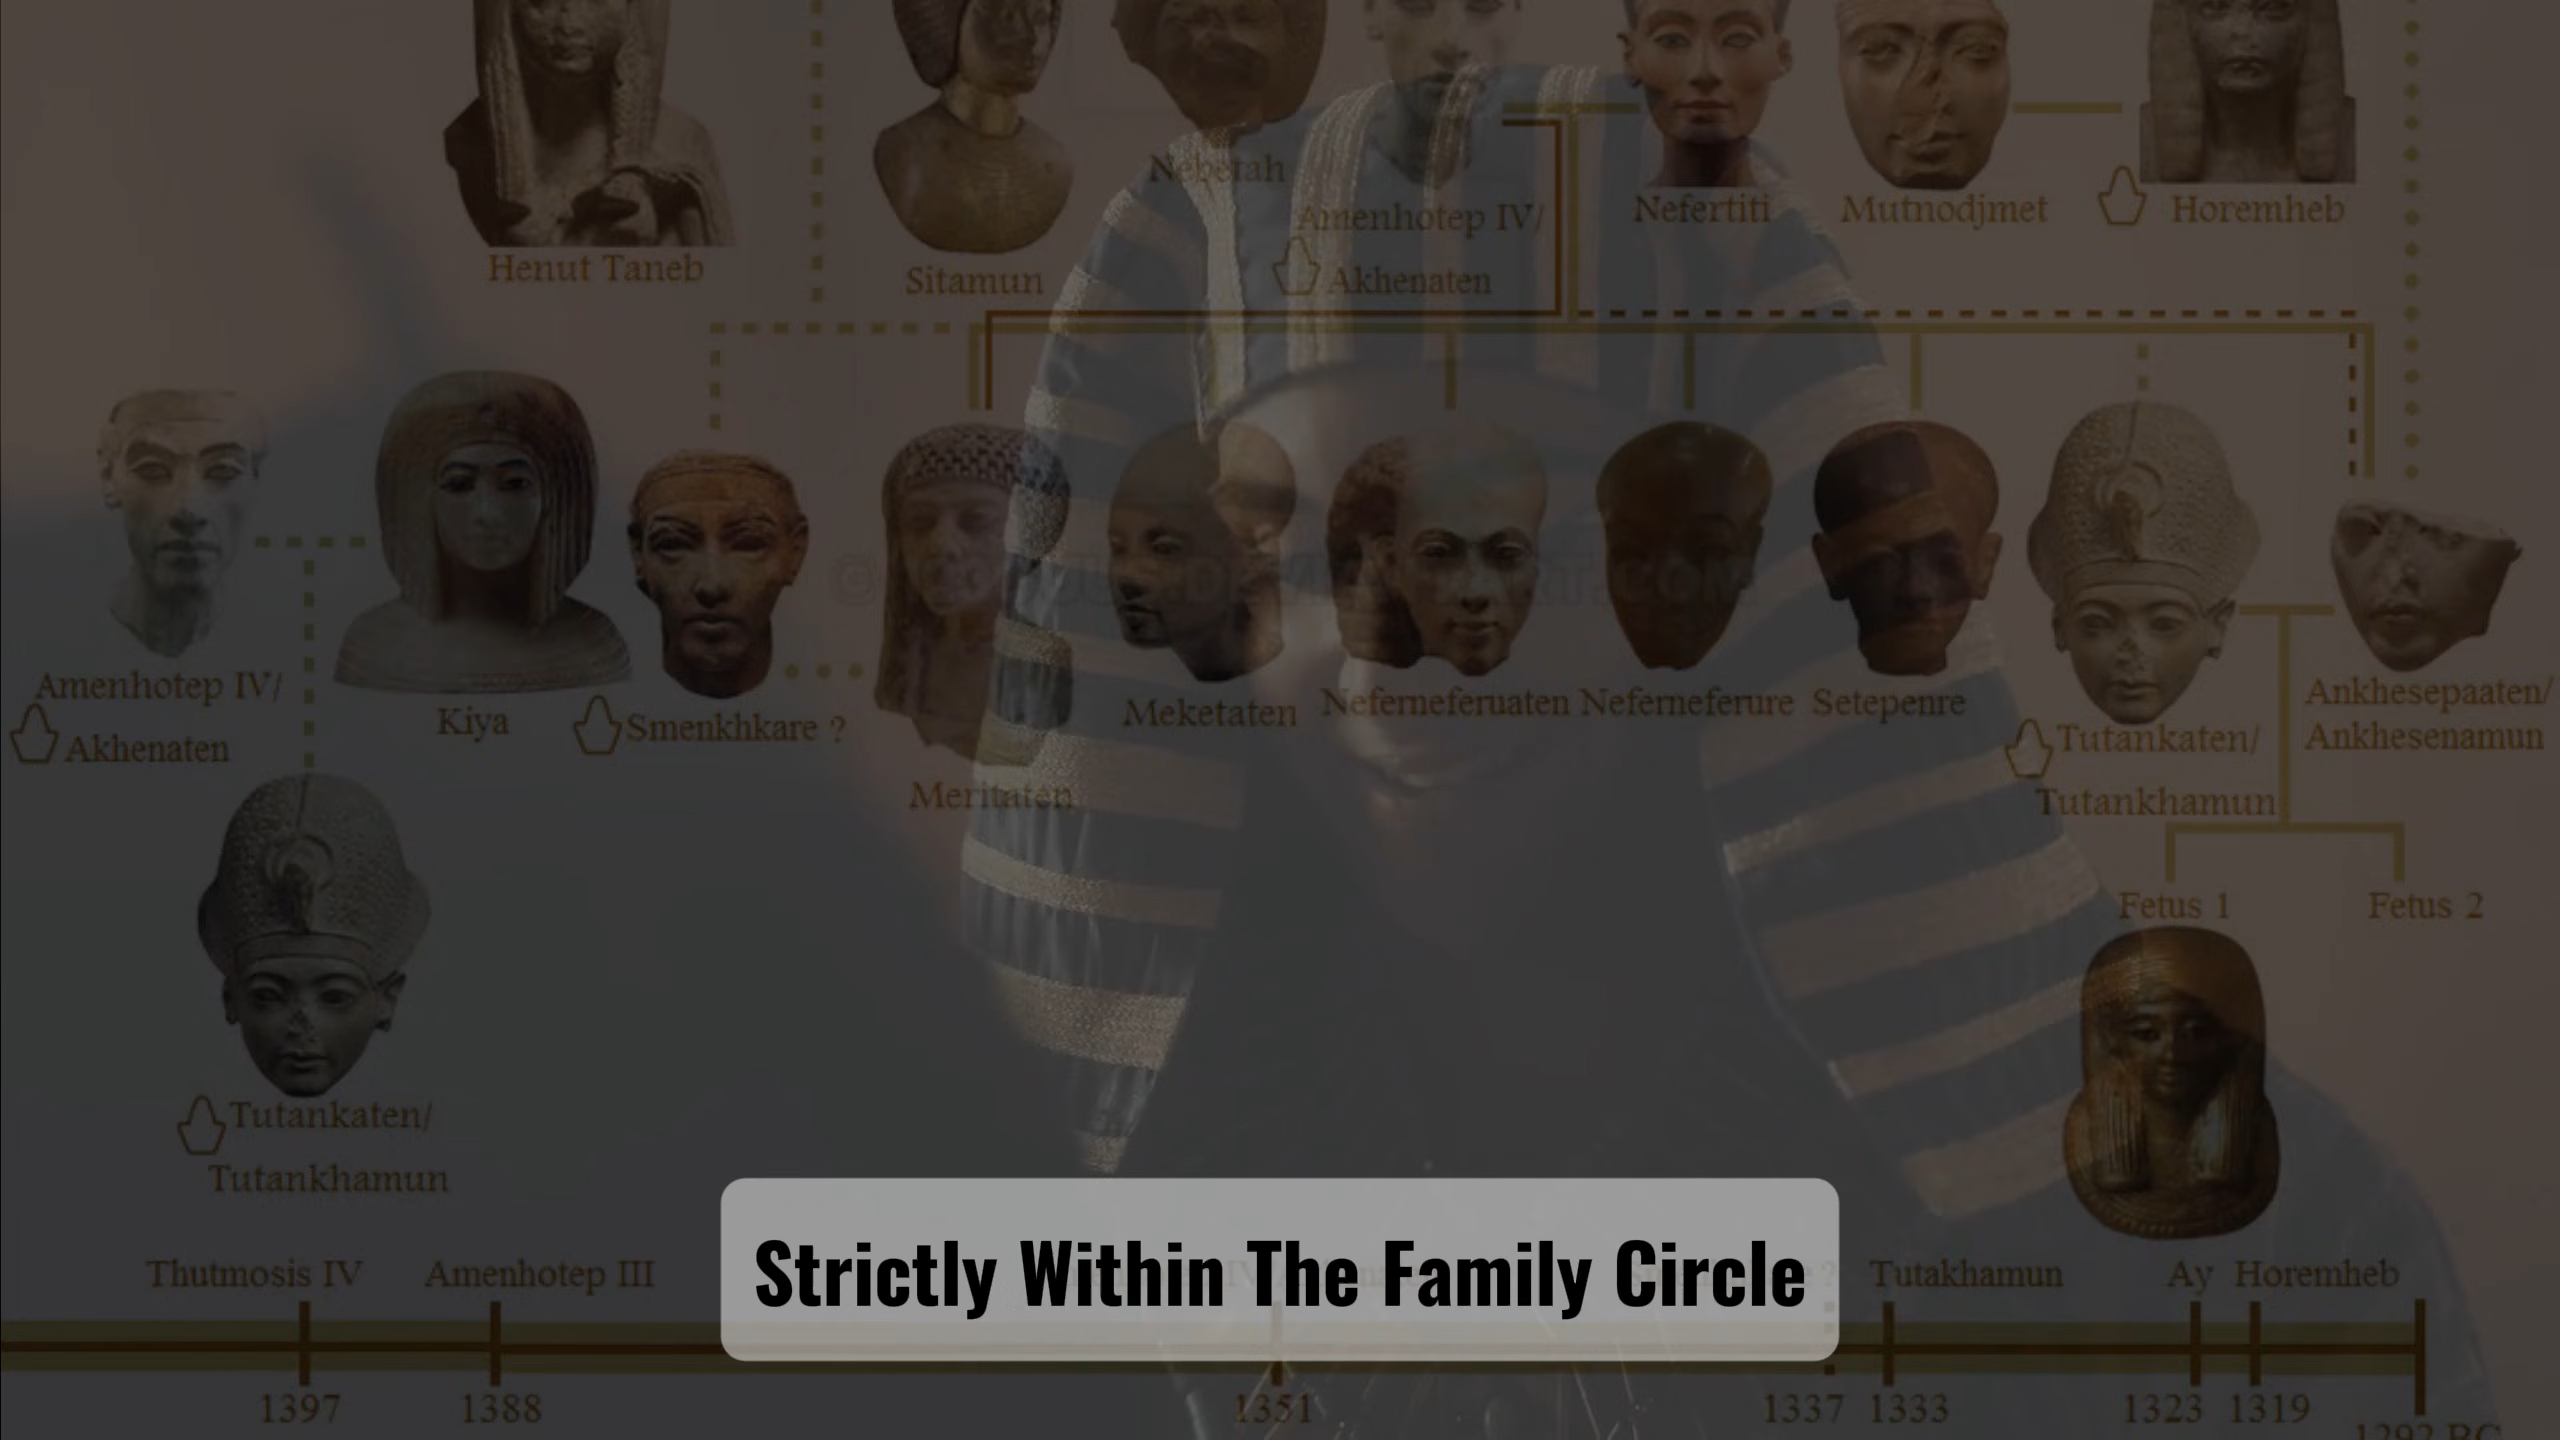 Nebetah
Amenhotep IV/
Akhenaten
Nefertiti
Mutnodjmet
Horemheb
Henut Taneb
Sitamun
Amenhotep IV/
Akhenaten
Kiya
Smenkhkare ?
Meritaten
Meketaten
Neferneferuaten
Neferneferure
Setepenre
Tutankaten/
Tutankhamun
Ankhesepaaten/
Ankhesenamun
Fetus 1
Fetus 2
Tutankaten/
Tutankhamun
Strictly Within The Family Circle
Thutmosis IV
Amenhotep III
Tutakhamun
Ay
Horemheb
1397
1388
1351
1337
1333
1323
1319